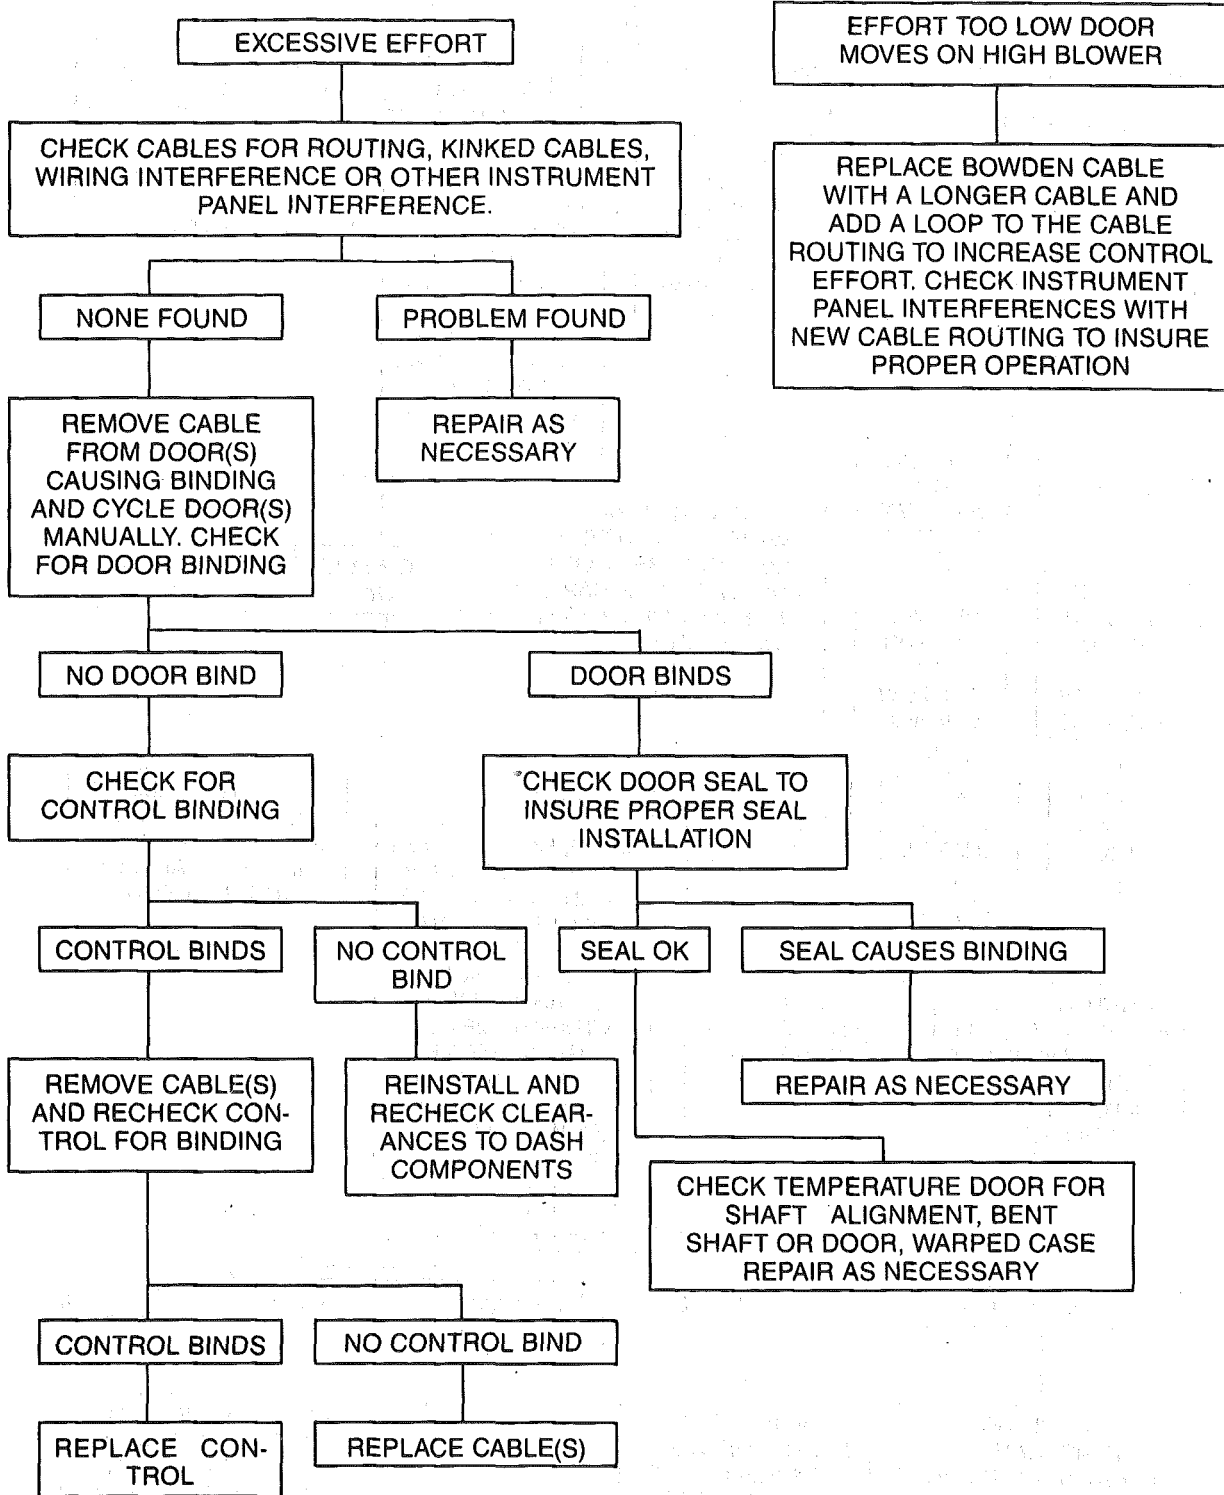 EXCESSIVE EFFORT
CHECK CABLES FOR ROUTING, KINKED CABLES,
WIRING INTERFERENCE OR OTHER INSTRUMENT
PANEL INTERFERENCE.
NONE FOUND
PROBLEM FOUND
REMOVE CABLE
FROM DOOR(S)
CAUSING BINDING
AND CYCLE DOOR(S)
MANUALLY. CHECK
FOR DOOR BINDING
REPAIR AS
NECESSARY
NO DOOR BIND
DOOR BINDS
CHECK FOR
CONTROL BINDING
CHECK DOOR SEAL TO
INSURE PROPER SEAL
INSTALLATION
CONTROL BINDS
NO CONTROL
BIND
SEAL OK
SEAL CAUSES BINDING
REMOVE CABLE(S)
AND RECHECK CON-
TROL FOR BINDING
REINSTALL AND
RECHECK CLEAR-
ANCES TO DASH
COMPONENTS
REPAIR AS NECESSARY
CHECK TEMPERATURE DOOR FOR
SHAFT ALIGNMENT, BENT
SHAFT OR DOOR, WARPED CASE
REPAIR AS NECESSARY
CONTROL BINDS
NO CONTROL BIND
REPLACE CON-
TROL
REPLACE CABLE(S)
EFFORT TOO LOW DOOR
MOVES ON HIGH BLOWER
REPLACE BOWDEN CABLE
WITH A LONGER CABLE AND
ADD A LOOP TO THE CABLE
ROUTING TO INCREASE CONTROL
EFFORT. CHECK INSTRUMENT
PANEL INTERFERENCES WITH
NEW CABLE ROUTING TO INSURE
PROPER OPERATION